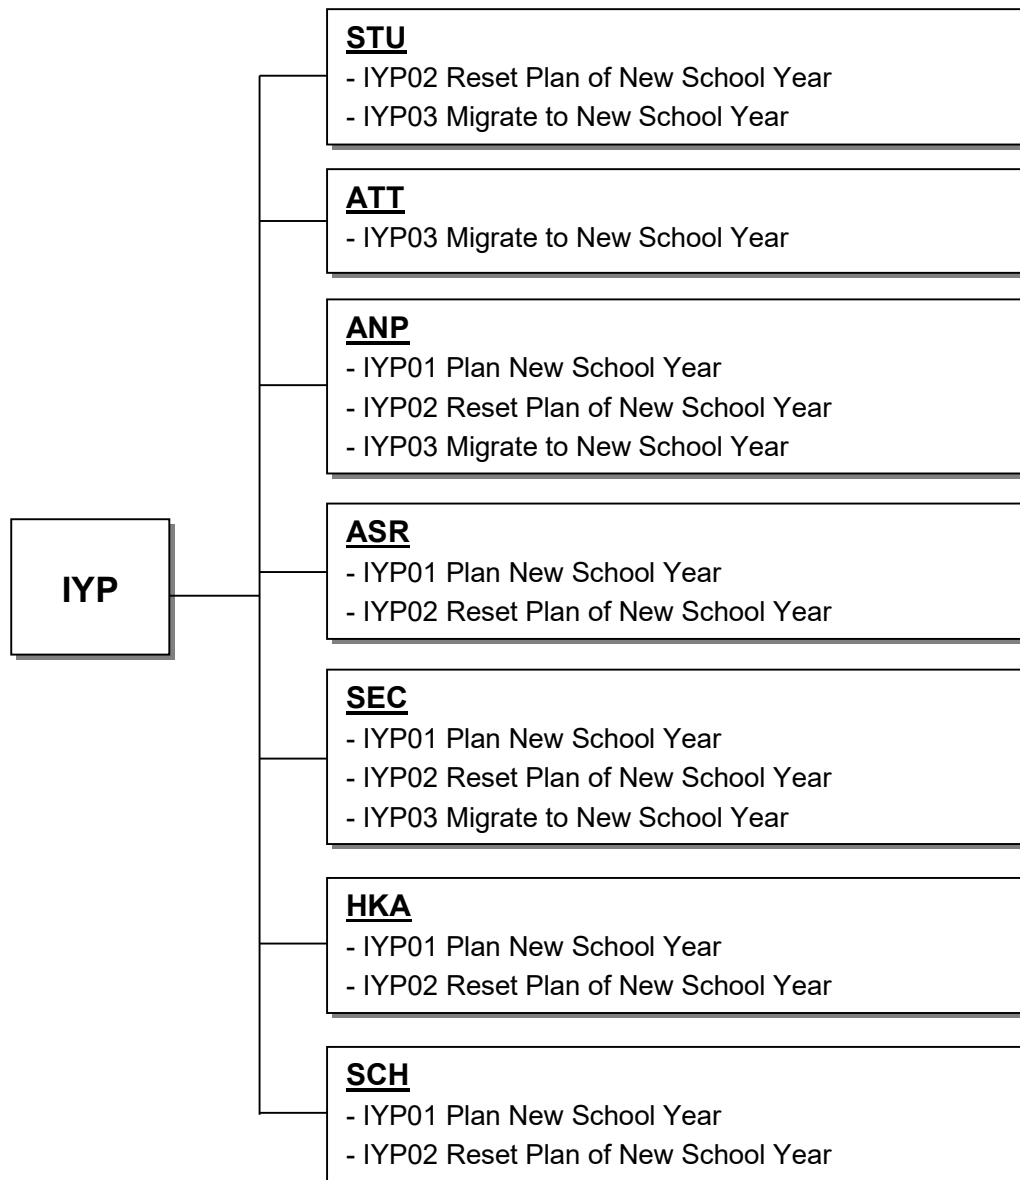 STU
- IYP02 Reset Plan of New School Year
- IYP03 Migrate to New School Year
ATT
- IYP03 Migrate to New School Year
ANP
- IYP01 Plan New School Year
- IYP02 Reset Plan of New School Year
- IYP03 Migrate to New School Year
ASR
- IYP01 Plan New School Year
- IYP02 Reset Plan of New School Year
IYP
SEC
- IYP01 Plan New School Year
- IYP02 Reset Plan of New School Year
- IYP03 Migrate to New School Year
HKA
- IYP01 Plan New School Year
- IYP02 Reset Plan of New School Year
SCH
- IYP01 Plan New School Year
- IYP02 Reset Plan of New School Year